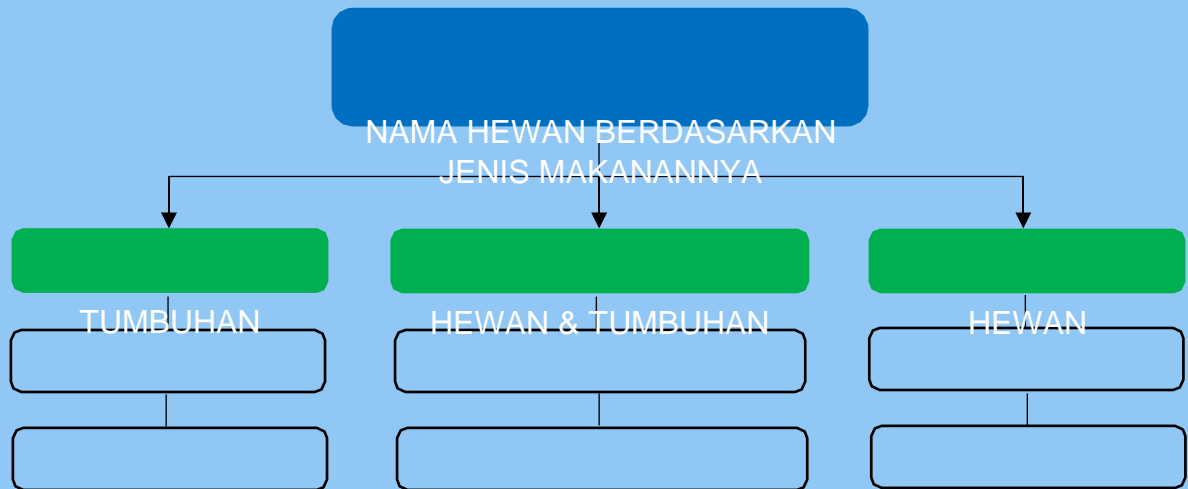 NAMA HEWAN BERDASARKAN
JENIS MAKANANNYA
TUMBUHAN
HEWAN & TUMBUHAN
HEWAN